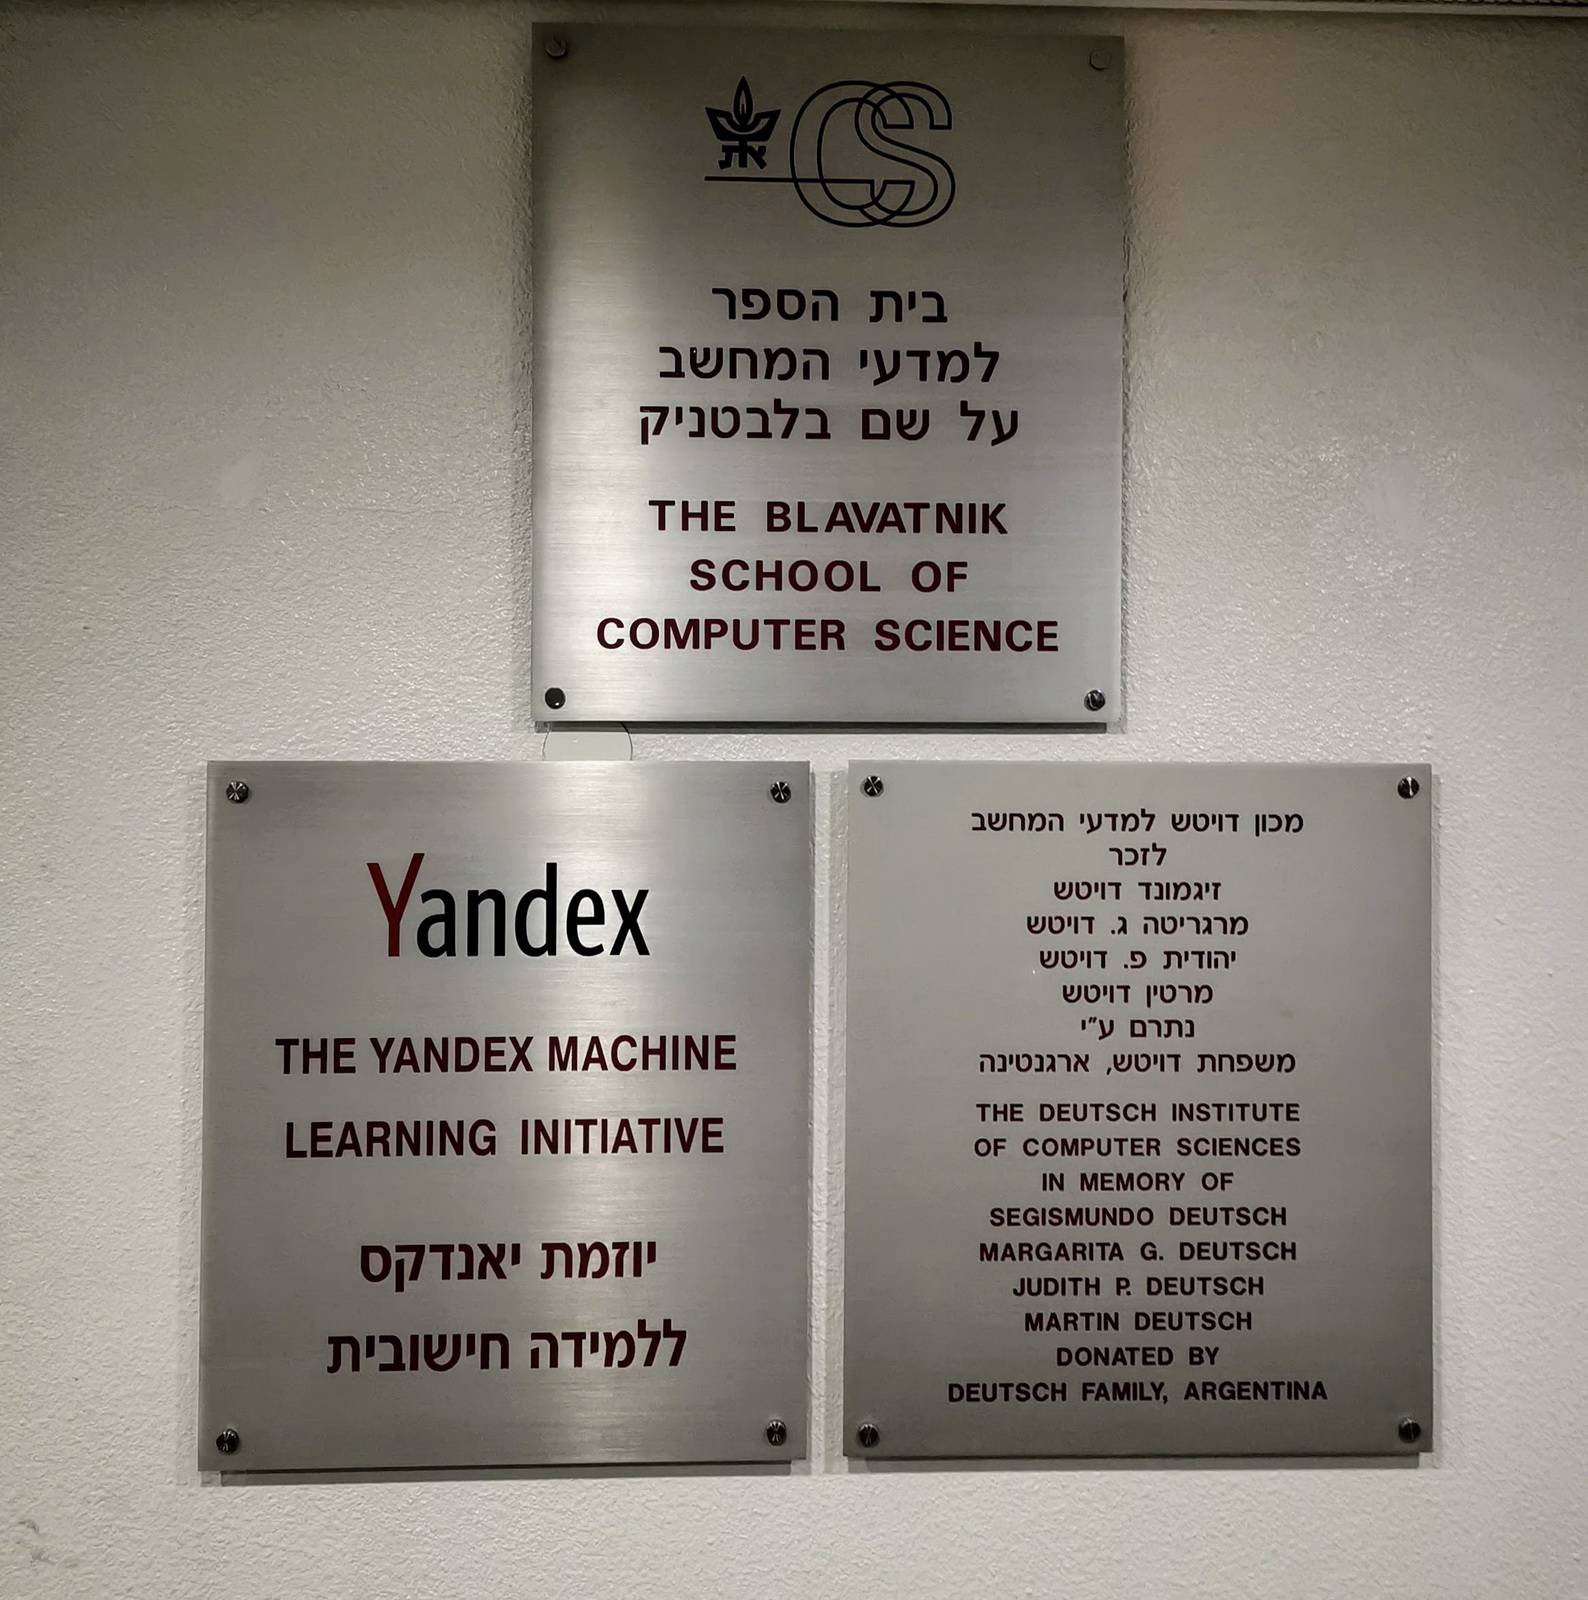 את CS
בית הספר
למדעי המחשב
על שם בלבטניק
THE BLAVATNIK
SCHOOL OF
COMPUTER SCIENCE
Yandex
THE YANDEX MACHINE
LEARNING INITIATIVE
יוזמת יאנדקס
ללמידה חישובית
מכון דויטש למדעי המחשב
לזכר
זיגמונד דויטש
מרגריטה ג. דויטש
יהודית פ. דויטש
מרטין דויטש
נתרם ע"י
משפחת דויטש, ארגנטינה
THE DEUTSCH INSTITUTE
OF COMPUTER SCIENCES
IN MEMORY OF
SEGISMUNDO DEUTSCH
MARGARITA G. DEUTSCH
JUDITH P. DEUTSCH
MARTIN DEUTSCH
DONATED BY
DEUTSCH FAMILY, ARGENTINA